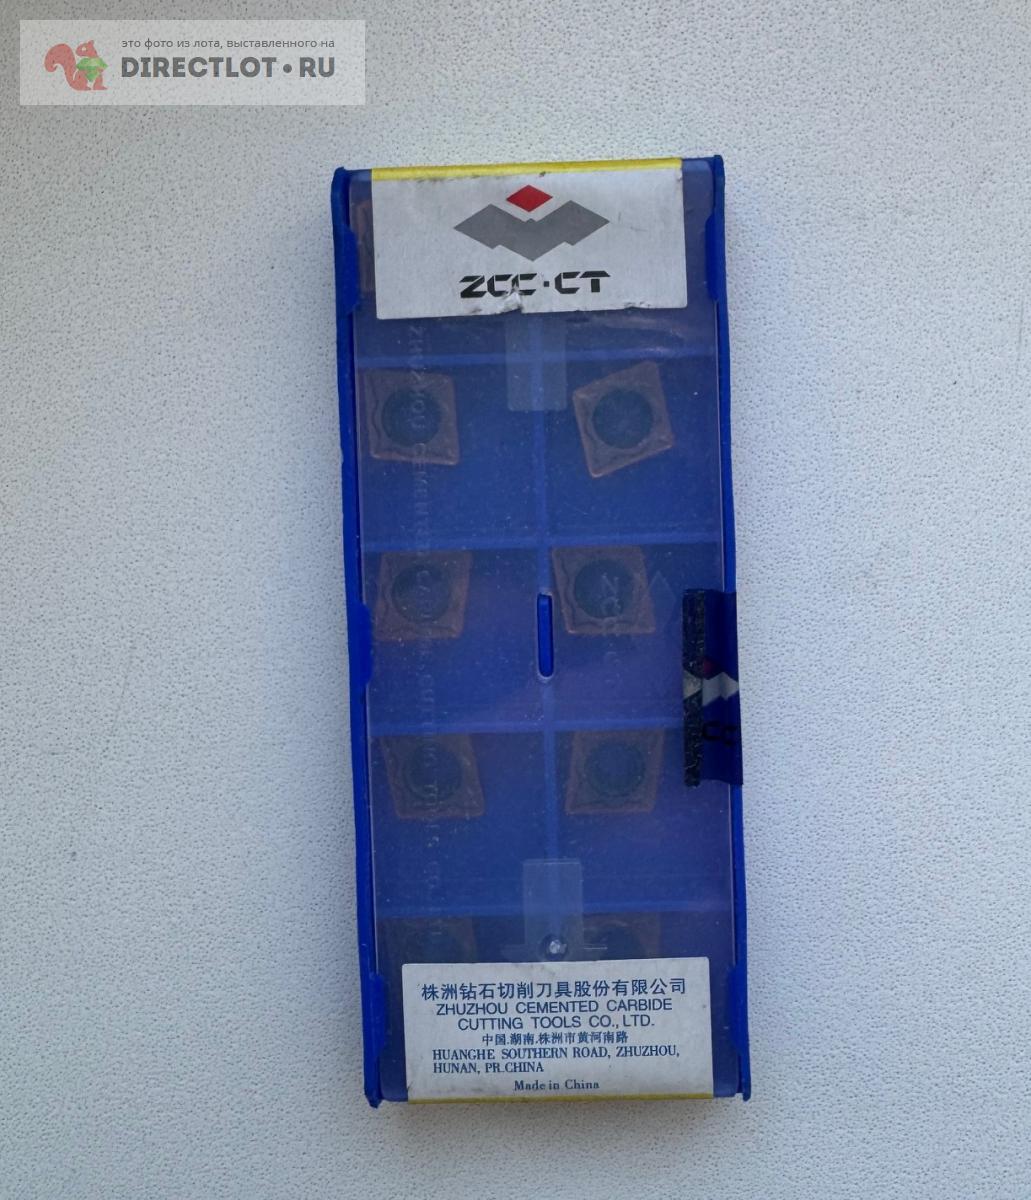 это фото из лота, выставленного на
DIRECTLOT•RU
ZCC·CT
株洲钻石切削刀具股份有限公司
ZHUZHOU CEMENTED CARBIDE
CUTTING TOOLS CO.,LTD.
中国.湖南.株洲市黄河南路
HUANGHE SOUTHERN ROAD, ZHUZHOU,
HUNAN, PR.CHINA
Made in China